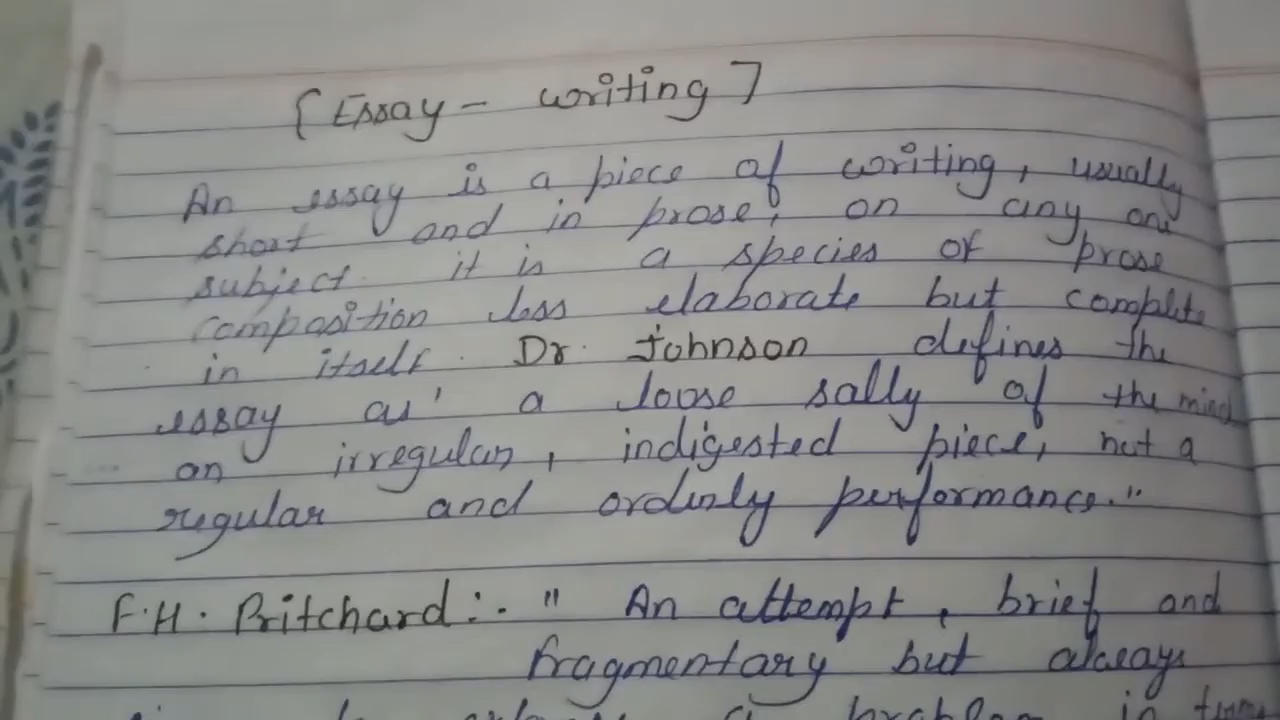 [Essay - writing]
An essay is a piece of writing, usually
short and in prose, on any one
subject. it is a species of prose
composition less elaborate but complete
in itself. Dr. Johnson defines the
essay as' a loose sally of the mind
an irregular, indigested piece, not a
regular and orderly performance."
F.H. Pritchard:- " An attempt, brief and
fragmentary but always
a problem in